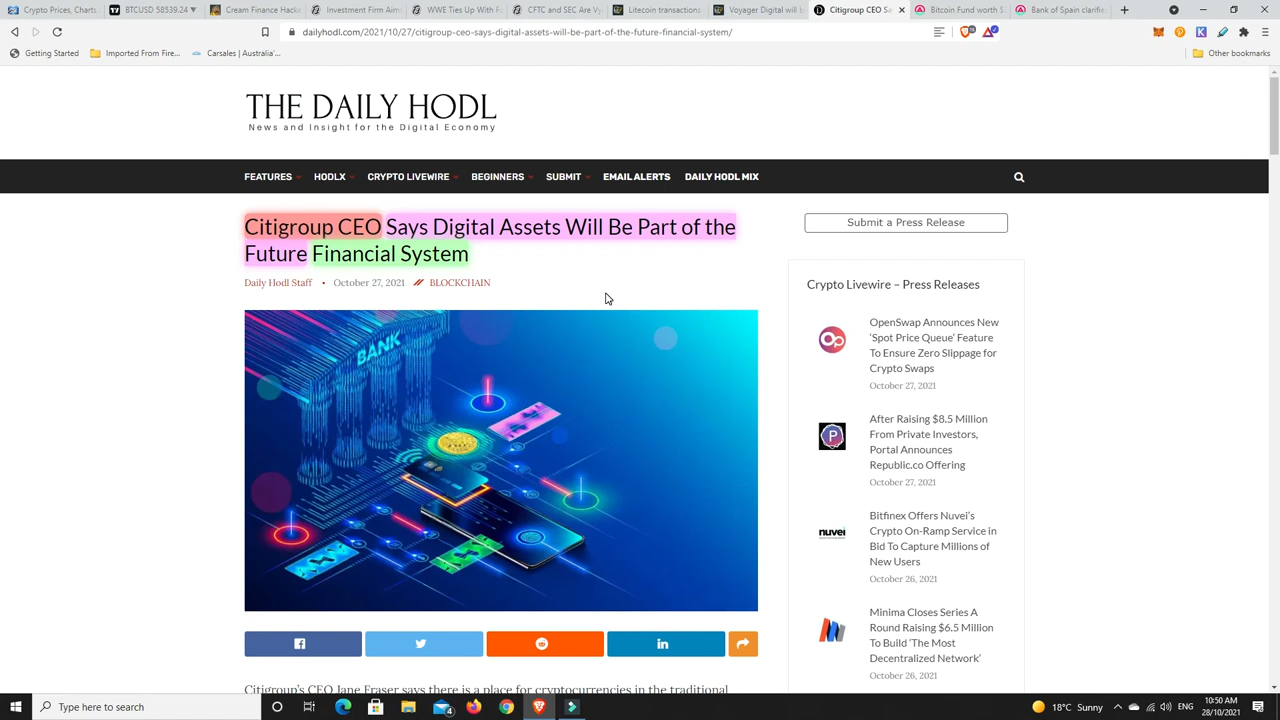 Crypto Prices, Charts
BTCUSD 58539.24 ▼
Cream Finance Hacke
Investment Firm Aims
WWE Ties Up With F
CFTC and SEC Are Vy
Litecoin transactions
Voyager Digital will
Citigroup CEO Sa
Bitcoin Fund worth $
Bank of Spain clarifie
dailyhodl.com/2021/10/27/citigroup-ceo-says-digital-assets-will-be-part-of-the-future-financial-system/
Getting Started
Imported From Fire...
Carsales | Australia'...
Other bookmarks
THE DAILY HODL
News and Insight for the Digital Economy
FEATURES
HODLX
CRYPTO LIVEWIRE
BEGINNERS
SUBMIT
EMAIL ALERTS
DAILY HODL MIX
Citigroup CEO Says Digital Assets Will Be Part of the
Future Financial System
Daily Hodl Staff • October 27, 2021 // BLOCKCHAIN
BANK
Citigroup's CEO Jane Fraser says there is a place for cryptocurrencies in the traditional
Submit a Press Release
Crypto Livewire – Press Releases
OpenSwap Announces New
'Spot Price Queue' Feature
To Ensure Zero Slippage for
Crypto Swaps
October 27, 2021
After Raising $8.5 Million
From Private Investors,
Portal Announces
Republic.co Offering
October 27, 2021
nuvei
Bitfinex Offers Nuvei's
Crypto On-Ramp Service in
Bid To Capture Millions of
New Users
October 26, 2021
Minima Closes Series A
Round Raising $6.5 Million
To Build 'The Most
Decentralized Network'
October 26, 2021
Type here to search
18°C Sunny
ENG
10:50 AM
28/10/2021